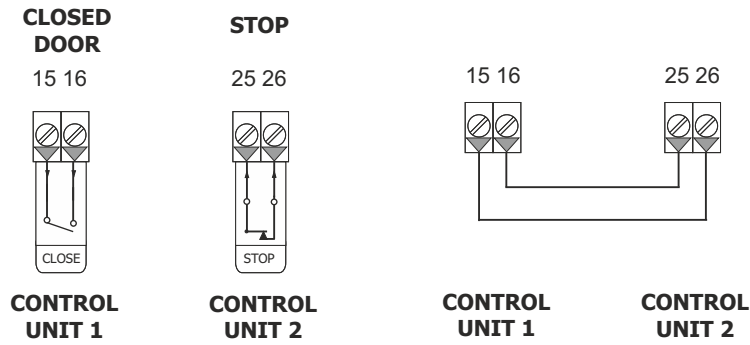 CLOSED
DOOR
STOP
15 16
25 26
15 16
25 26
CLOSE
STOP
CONTROL
UNIT 1
CONTROL
UNIT 2
CONTROL
UNIT 1
CONTROL
UNIT 2